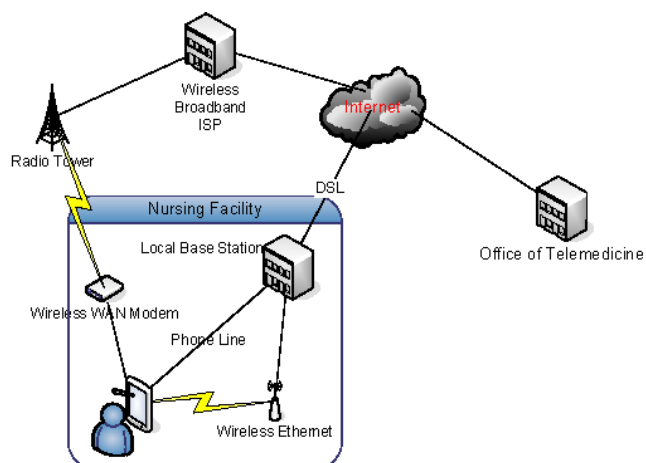 Wireless
Broadband
ISP
Internet
Radio Tower
DSL
Nursing Facility
Local Base Station
Office of Telemedicine
Wireless WAN Modem
Phone Line
Wireless Ethernet